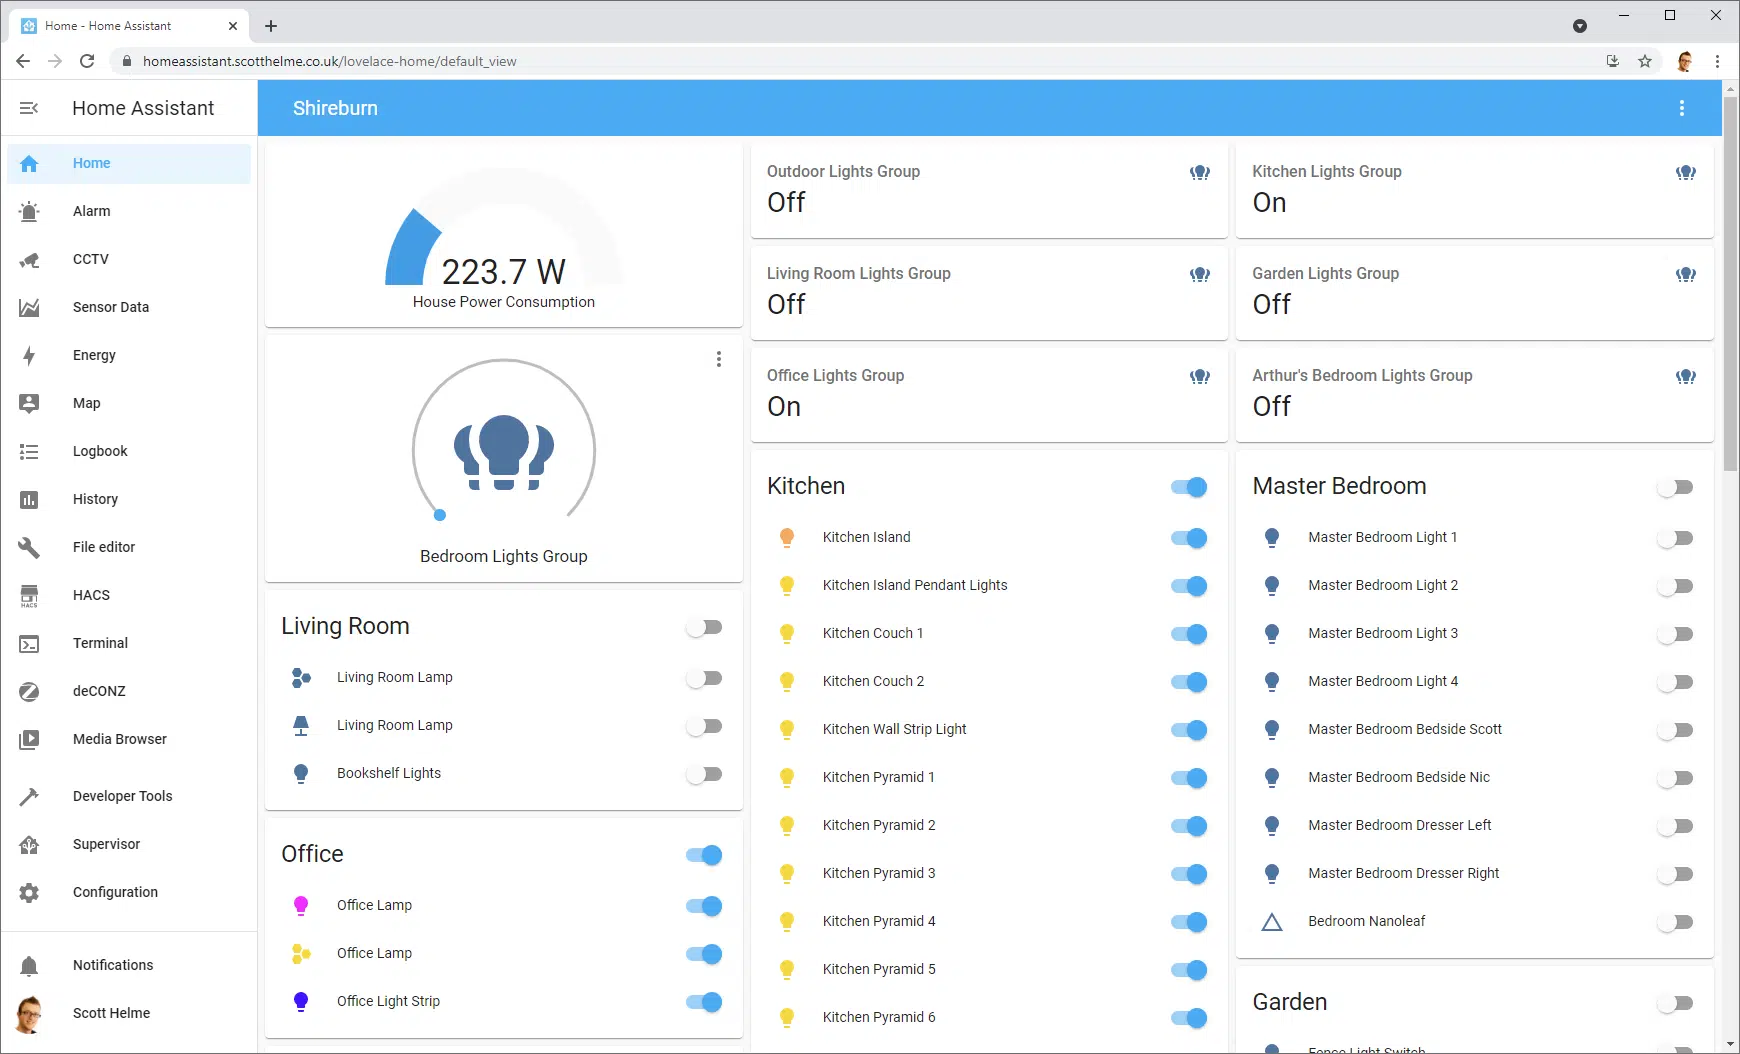 Home - Home Assistant
homeassistant.scotthelme.co.uk/lovelace-home/default_view
Home Assistant
Shireburn
Home
Alarm
CCTV
Sensor Data
Energy
Map
Logbook
History
File editor
HACS
HACS
Terminal
deCONZ
Media Browser
Developer Tools
Supervisor
Configuration
Notifications
Scott Helme
223.7 W
House Power Consumption
Bedroom Lights Group
Living Room
Living Room Lamp
Living Room Lamp
Bookshelf Lights
Office
Office Lamp
Office Lamp
Office Light Strip
Outdoor Lights Group
Off
Living Room Lights Group
Off
Office Lights Group
On
Kitchen
Kitchen Island
Kitchen Island Pendant Lights
Kitchen Couch 1
Kitchen Couch 2
Kitchen Wall Strip Light
Kitchen Pyramid 1
Kitchen Pyramid 2
Kitchen Pyramid 3
Kitchen Pyramid 4
Kitchen Pyramid 5
Kitchen Pyramid 6
Kitchen Lights Group
On
Garden Lights Group
Off
Arthur's Bedroom Lights Group
Off
Master Bedroom
Master Bedroom Light 1
Master Bedroom Light 2
Master Bedroom Light 3
Master Bedroom Light 4
Master Bedroom Bedside Scott
Master Bedroom Bedside Nic
Master Bedroom Dresser Left
Master Bedroom Dresser Right
Bedroom Nanoleaf
Garden
Fence Light Switch